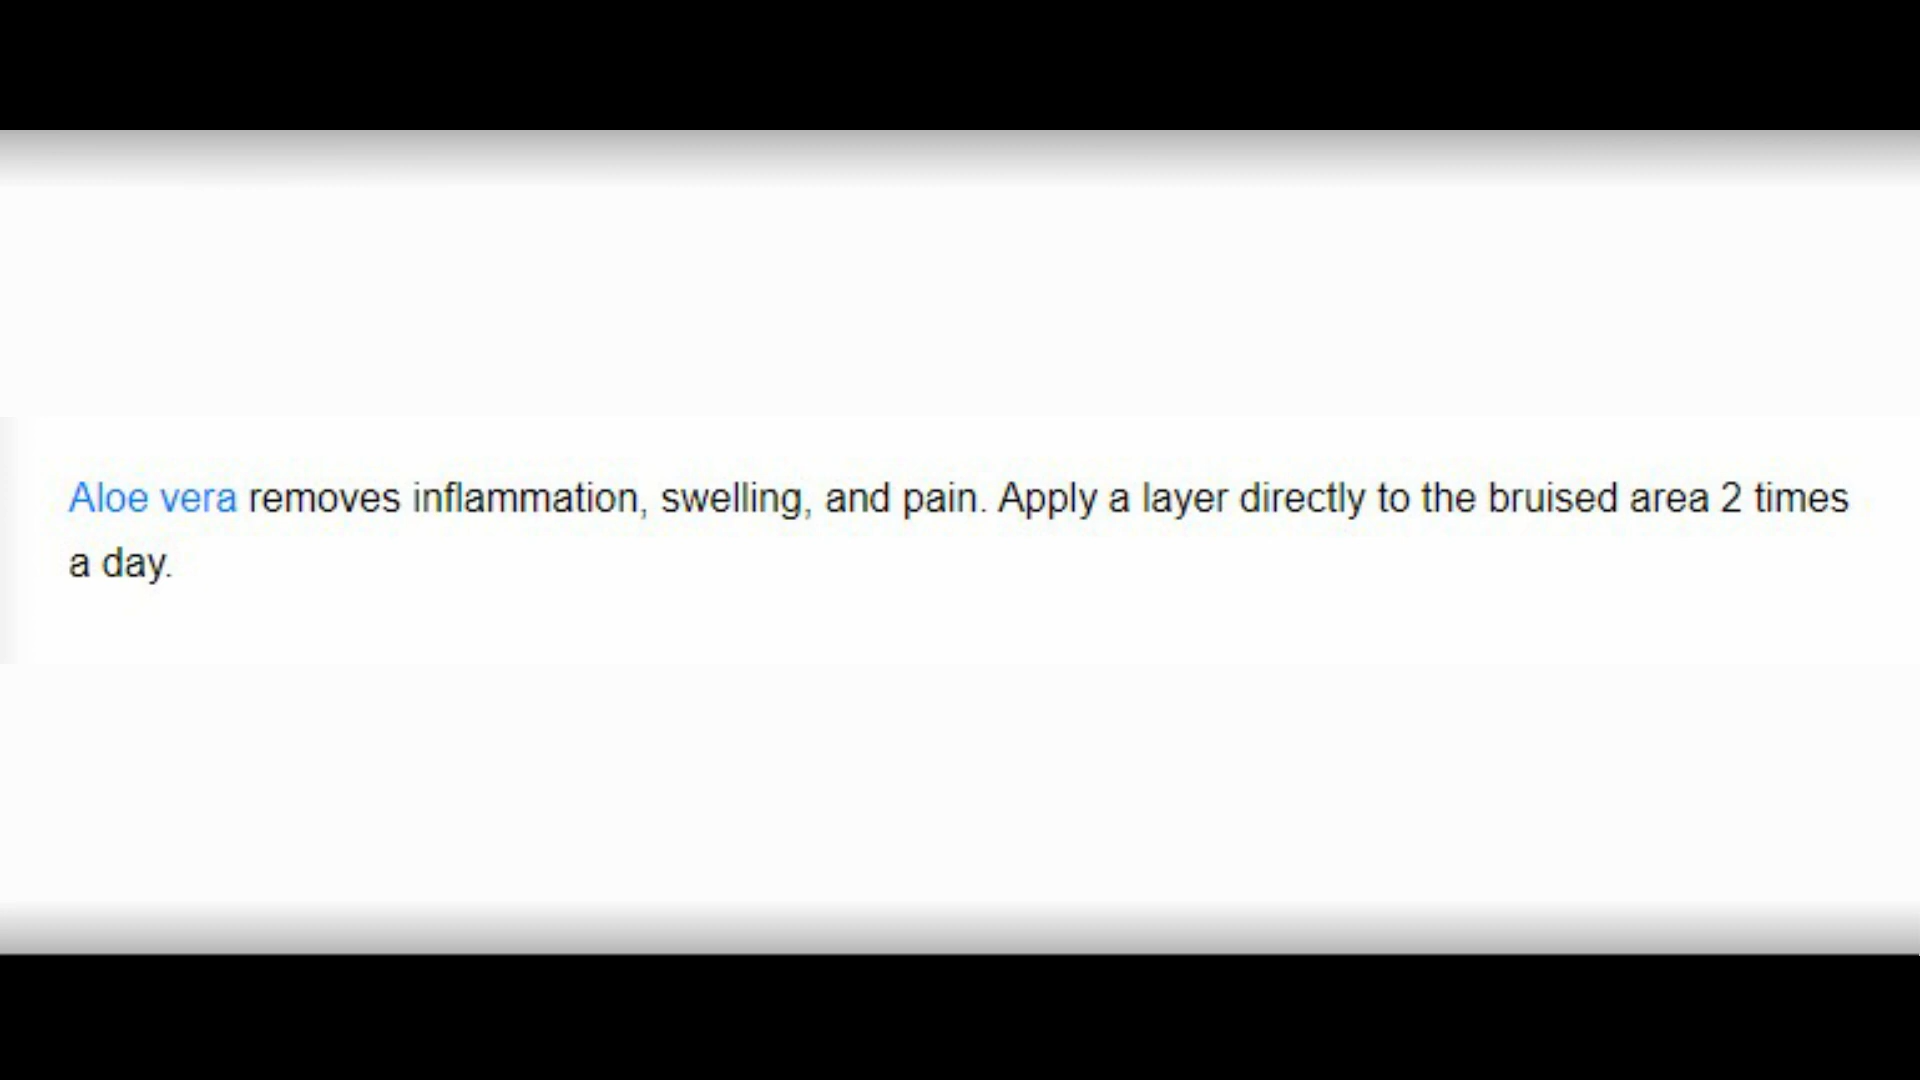 Aloe vera removes inflammation, swelling, and pain. Apply a layer directly to the bruised area 2 times
a day.